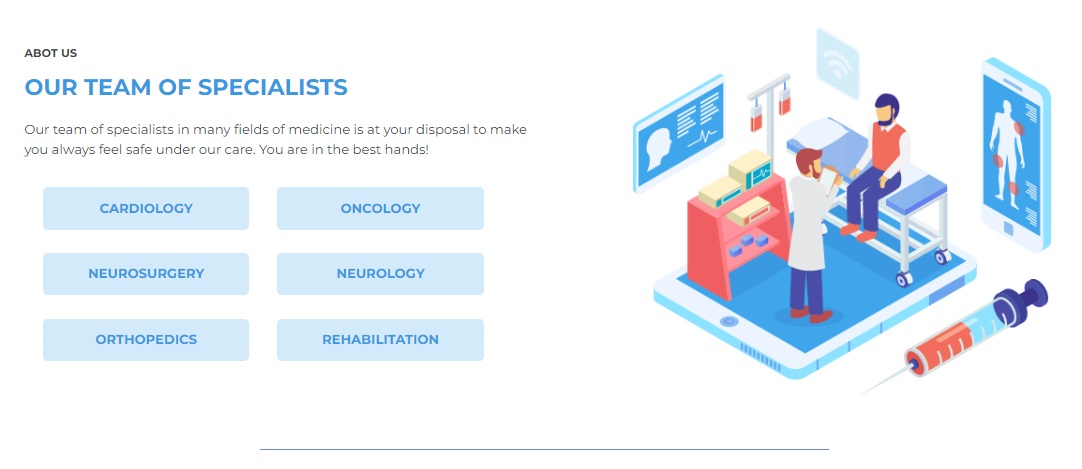 ABOT US
OUR TEAM OF SPECIALISTS
Our team of specialists in many fields of medicine is at your disposal to make
you always feel safe under our care. You are in the best hands!
CARDIOLOGY
ONCOLOGY
NEUROSURGERY
NEUROLOGY
ORTHOPEDICS
REHABILITATION